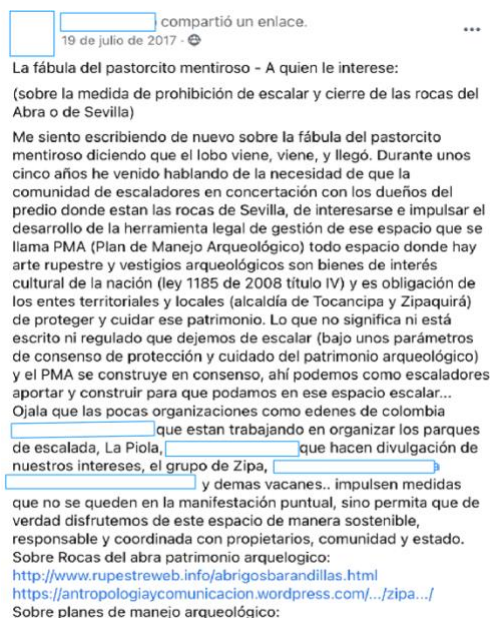 compartió un enlace.
19 de julio de 2017 ·
La fábula del pastorcito mentiroso - A quien le interese:
(sobre la medida de prohibición de escalar y cierre de las rocas del
Abra o de Sevilla)
Me siento escribiendo de nuevo sobre la fábula del pastorcito
mentiroso diciendo que el lobo viene, viene, y llegó. Durante unos
cinco años he venido hablando de la necesidad de que la
comunidad de escaladores en concertación con los dueños del
predio donde estan las rocas de Sevilla, de interesarse e impulsar el
desarrollo de la herramienta legal de gestión de ese espacio que se
llama PMA (Plan de Manejo Arqueológico) todo espacio donde hay
arte rupestre y vestigios arqueológicos son bienes de interés
cultural de la nación (ley 1185 de 2008 título IV) y es obligación de
los entes territoriales y locales (alcaldía de Tocancipa y Zipaquirá)
de proteger y cuidar ese patrimonio. Lo que no significa ni está
escrito ni regulado que dejemos de escalar (bajo unos parámetros
de consenso de protección y cuidado del patrimonio arqueológico)
y el PMA se construye en consenso, ahí podemos como escaladores
aportar y construir para que podamos en ese espacio escalar...
Ojala que las pocas organizaciones como edenes de colombia
que estan trabajando en organizar los parques
de escalada, La Piola, que hacen divulgación de
nuestros intereses, el grupo de Zipa,
y demas vacanes.. impulsen medidas
que no se queden en la manifestación puntual, sino permita que de
verdad disfrutemos de este espacio de manera sostenible,
responsable y coordinada con propietarios, comunidad y estado.
Sobre Rocas del abra patrimonio arquelogico:
http://www.rupestreweb.info/abrigosbarandillas.html
https://antropologiaycomunicacion.wordpress.com/.../zipa.../
Sobre planes de manejo arqueológico: